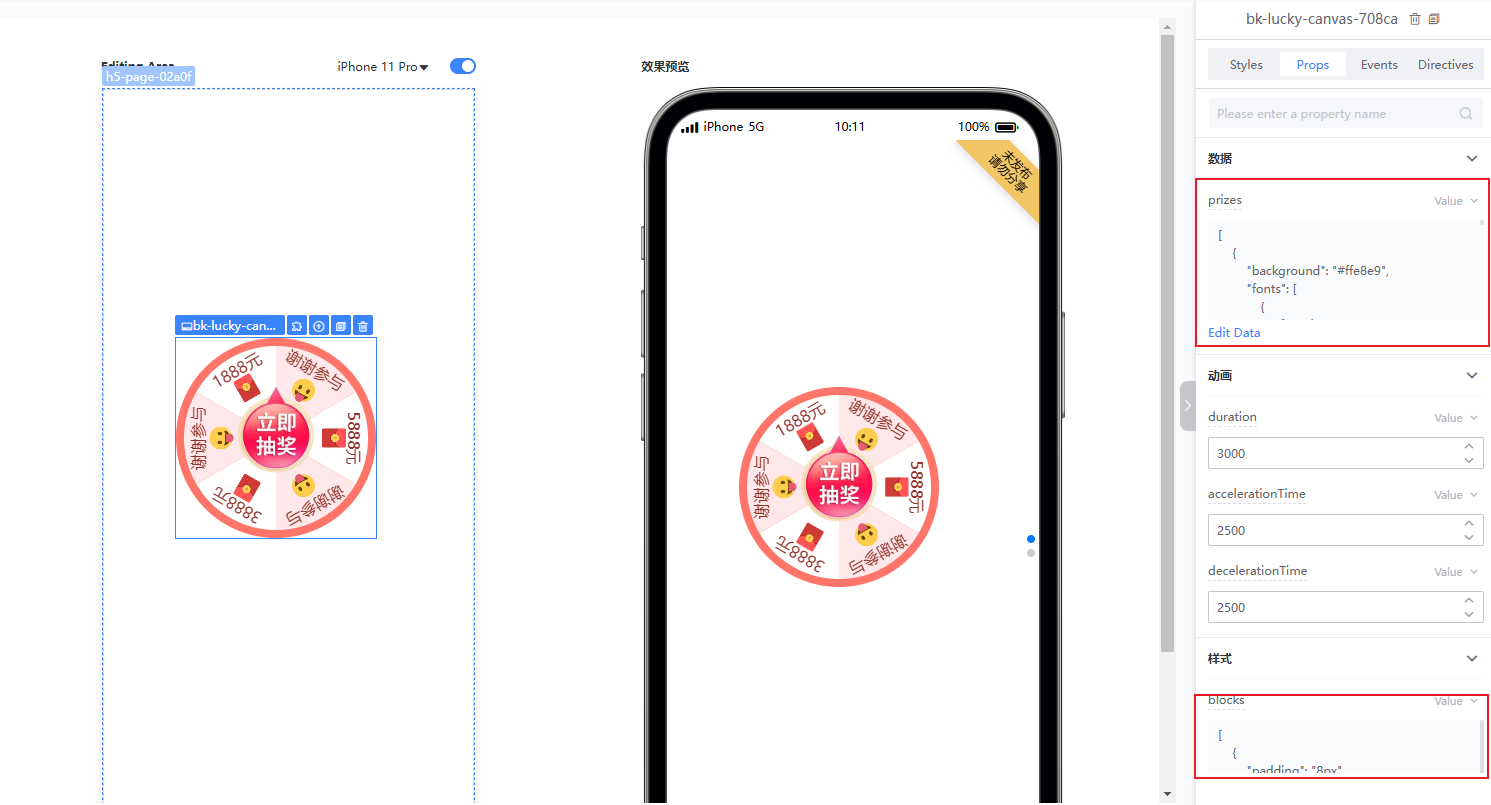 bk-lucky-canvas-708ca
Editing Area
h5-page-02a0f
iPhone 11 Pro
效果预览
Styles
Props
Events
Directives
Please enter a property name
iPhone 5G
10:11
100%
未发布
请勿分享
数据
prizes
Value
[
{
"background": "#ffe8e9",
"fonts": [
{
Edit Data
bk-lucky-can...
1888元
谢谢参与
5888元
谢谢参与
3888元
谢谢参与
立即
抽奖
1888元
谢谢参与
5888元
谢谢参与
3888元
谢谢参与
立即
抽奖
动画
duration
Value
3000
accelerationTime
Value
2500
decelerationTime
Value
2500
样式
blocks
Value
[
{
"padding": "8px"